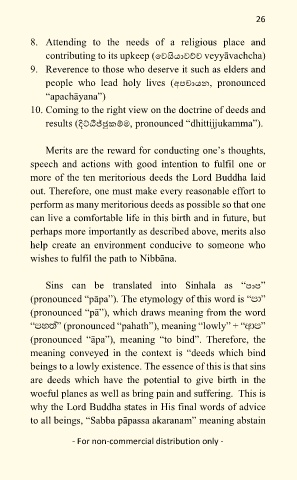 26
8. Attending to the needs of a religious place and
contributing to its upkeep (වෙයියාවච්ච veyyāvachcha)
9. Reverence to those who deserve it such as elders and
people who lead holy lives (අපචායන, pronounced
“apachāyana”)
10. Coming to the right view on the doctrine of deeds and
results (දිට්ඨිජ්ජුකම්ම, pronounced “dhittijjukamma”).
Merits are the reward for conducting one’s thoughts,
speech and actions with good intention to fulfil one or
more of the ten meritorious deeds the Lord Buddha laid
out. Therefore, one must make every reasonable effort to
perform as many meritorious deeds as possible so that one
can live a comfortable life in this birth and in future, but
perhaps more importantly as described above, merits also
help create an environment conducive to someone who
wishes to fulfil the path to Nibbāna.
Sins can be translated into Sinhala as “පාප”
(pronounced “pāpa”). The etymology of this word is “පා”
(pronounced “pā”), which draws meaning from the word
“පහත්” (pronounced “pahath”), meaning “lowly” + “ආප”
(pronounced “āpa”), meaning “to bind”. Therefore, the
meaning conveyed in the context is “deeds which bind
beings to a lowly existence. The essence of this is that sins
are deeds which have the potential to give birth in the
woeful planes as well as bring pain and suffering. This is
why the Lord Buddha states in His final words of advice
to all beings, “Sabba pāpassa akaranam” meaning abstain
- For non-commercial distribution only -